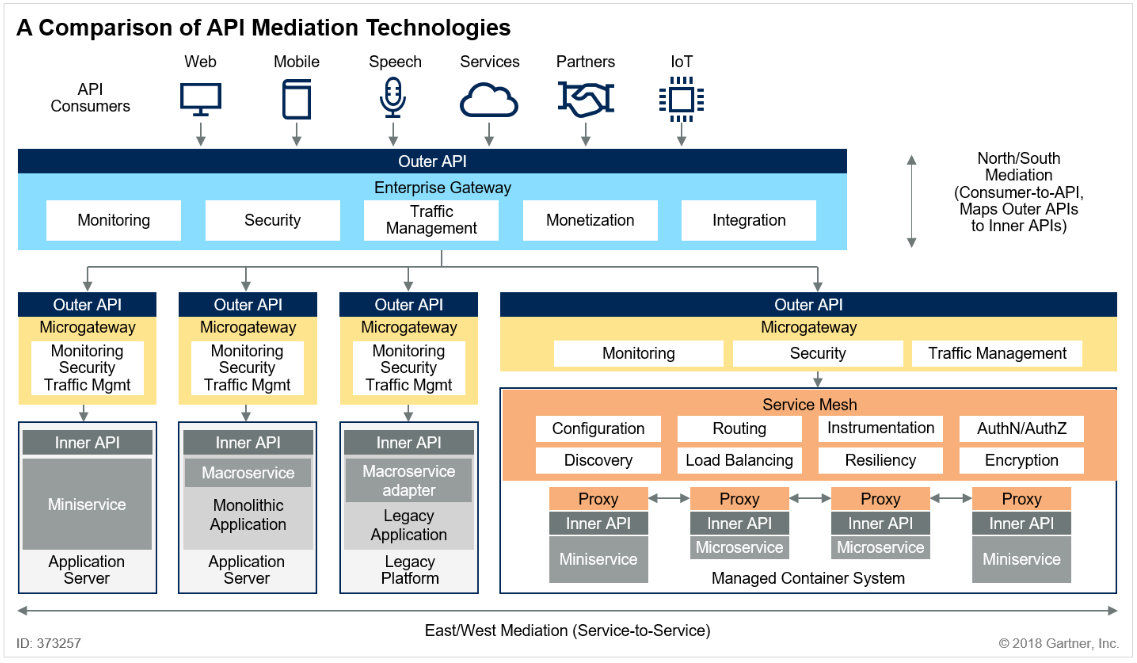 A Comparison of API Mediation Technologies
Web
Mobile
Speech
Services
Partners
IoT
API
Consumers
Outer API
Enterprise Gateway
Monitoring
Security
Traffic
Management
Monetization
Integration
North/South
Mediation
(Consumer-to-API,
Maps Outer APIs
to Inner APIs)
Outer API
Microgateway
Monitoring
Security
Traffic Mgmt
Inner API
Miniservice
Application
Server
Outer API
Microgateway
Monitoring
Security
Traffic Mgmt
Inner API
Macroservice
Monolithic
Application
Application
Server
Outer API
Microgateway
Monitoring
Security
Traffic Mgmt
Inner API
Macroservice
adapter
Legacy
Application
Legacy
Platform
Outer API
Microgateway
Monitoring
Security
Traffic Management
Service Mesh
Configuration
Routing
Instrumentation
AuthN/AuthZ
Discovery
Load Balancing
Resiliency
Encryption
Proxy
Inner API
Miniservice
Proxy
Inner API
Microservice
Proxy
Inner API
Microservice
Proxy
Inner API
Miniservice
Managed Container System
East/West Mediation (Service-to-Service)
ID: 373257
© 2018 Gartner, Inc.